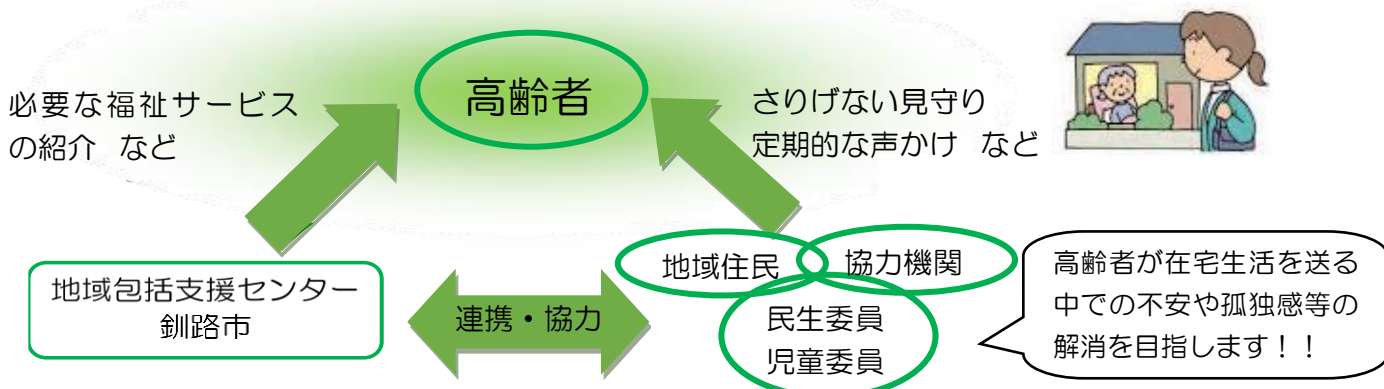 高齢者
必要な福祉サービス
の紹介 など
さりげない見守り
定期的な声かけ など
地域包括支援センター
釧路市
連携・協力
地域住民
協力機関
民生委員
児童委員
高齢者が在宅生活を送る
中での不安や孤独感等の
解消を目指します！！